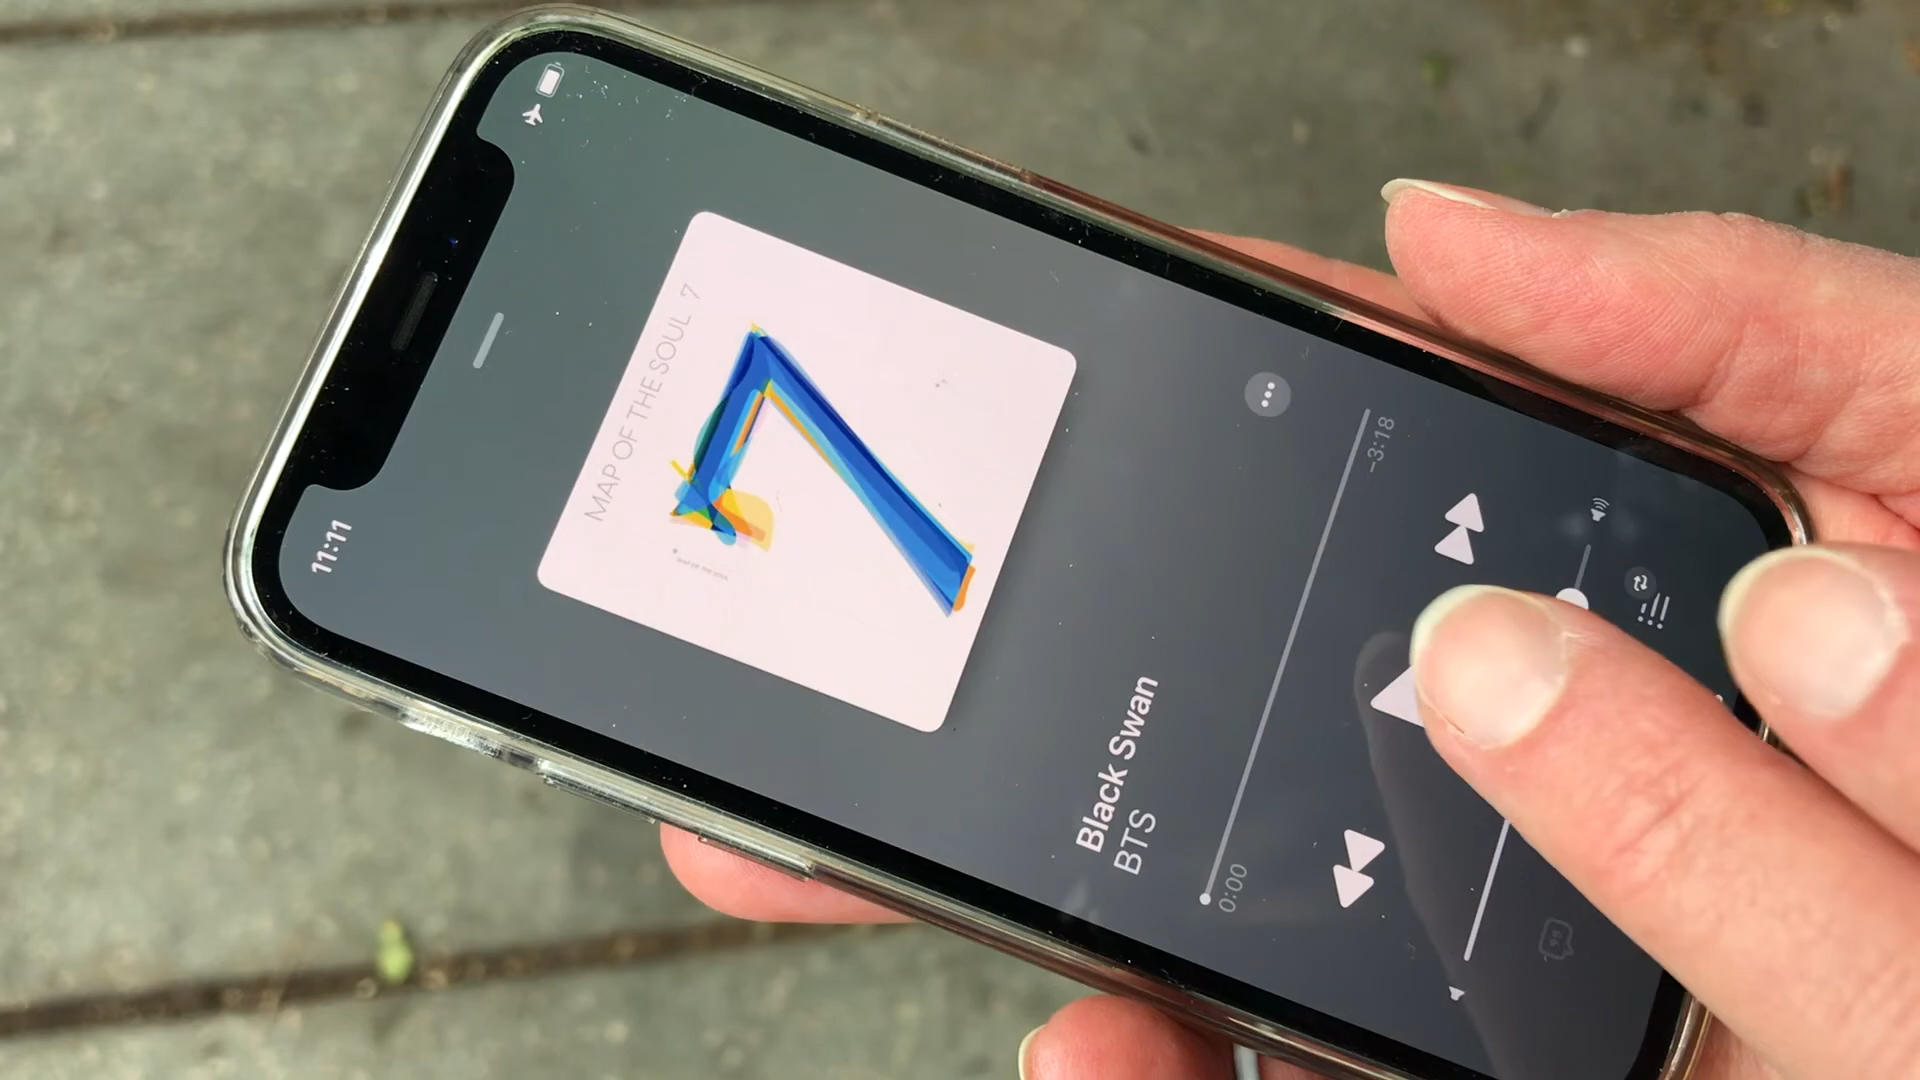 11:11
MAP OF THE SOUL 7
Black Swan
BTS
0:00
-3:18